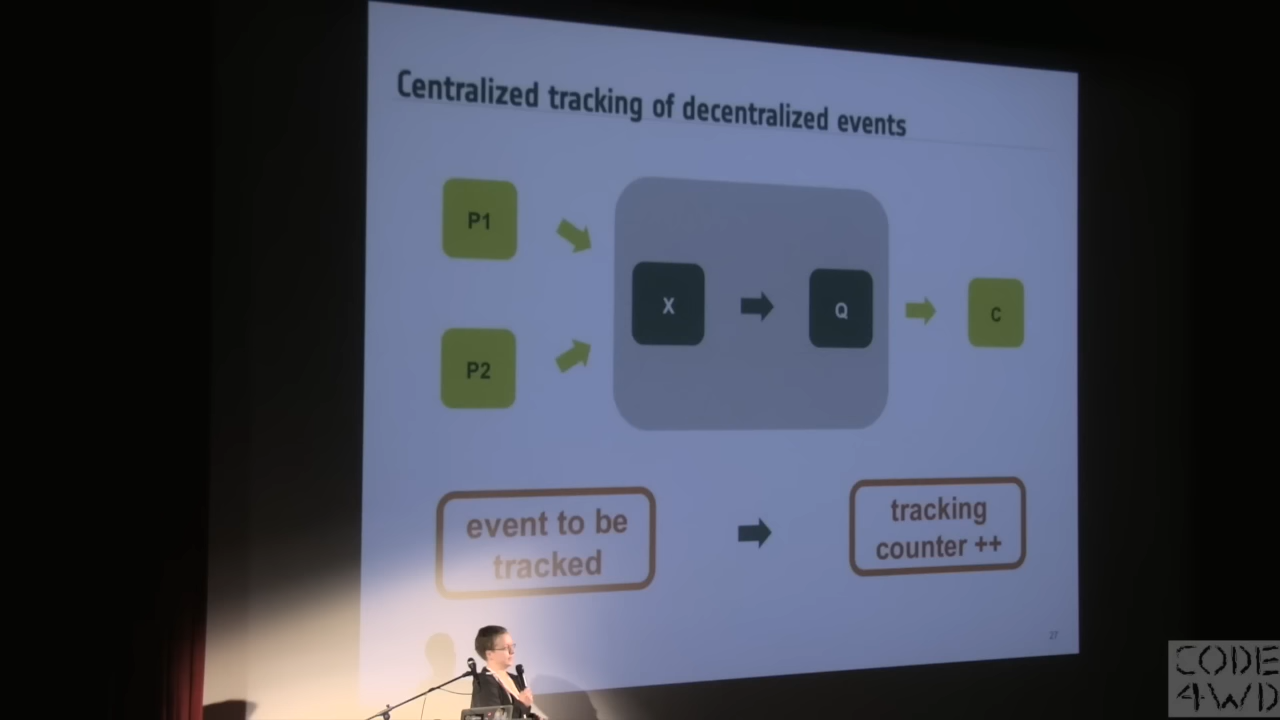 Centralized tracking of decentralized events
P1
X
Q
C
P2
event to be
tracked
tracking
counter ++
27
CODE
4WD